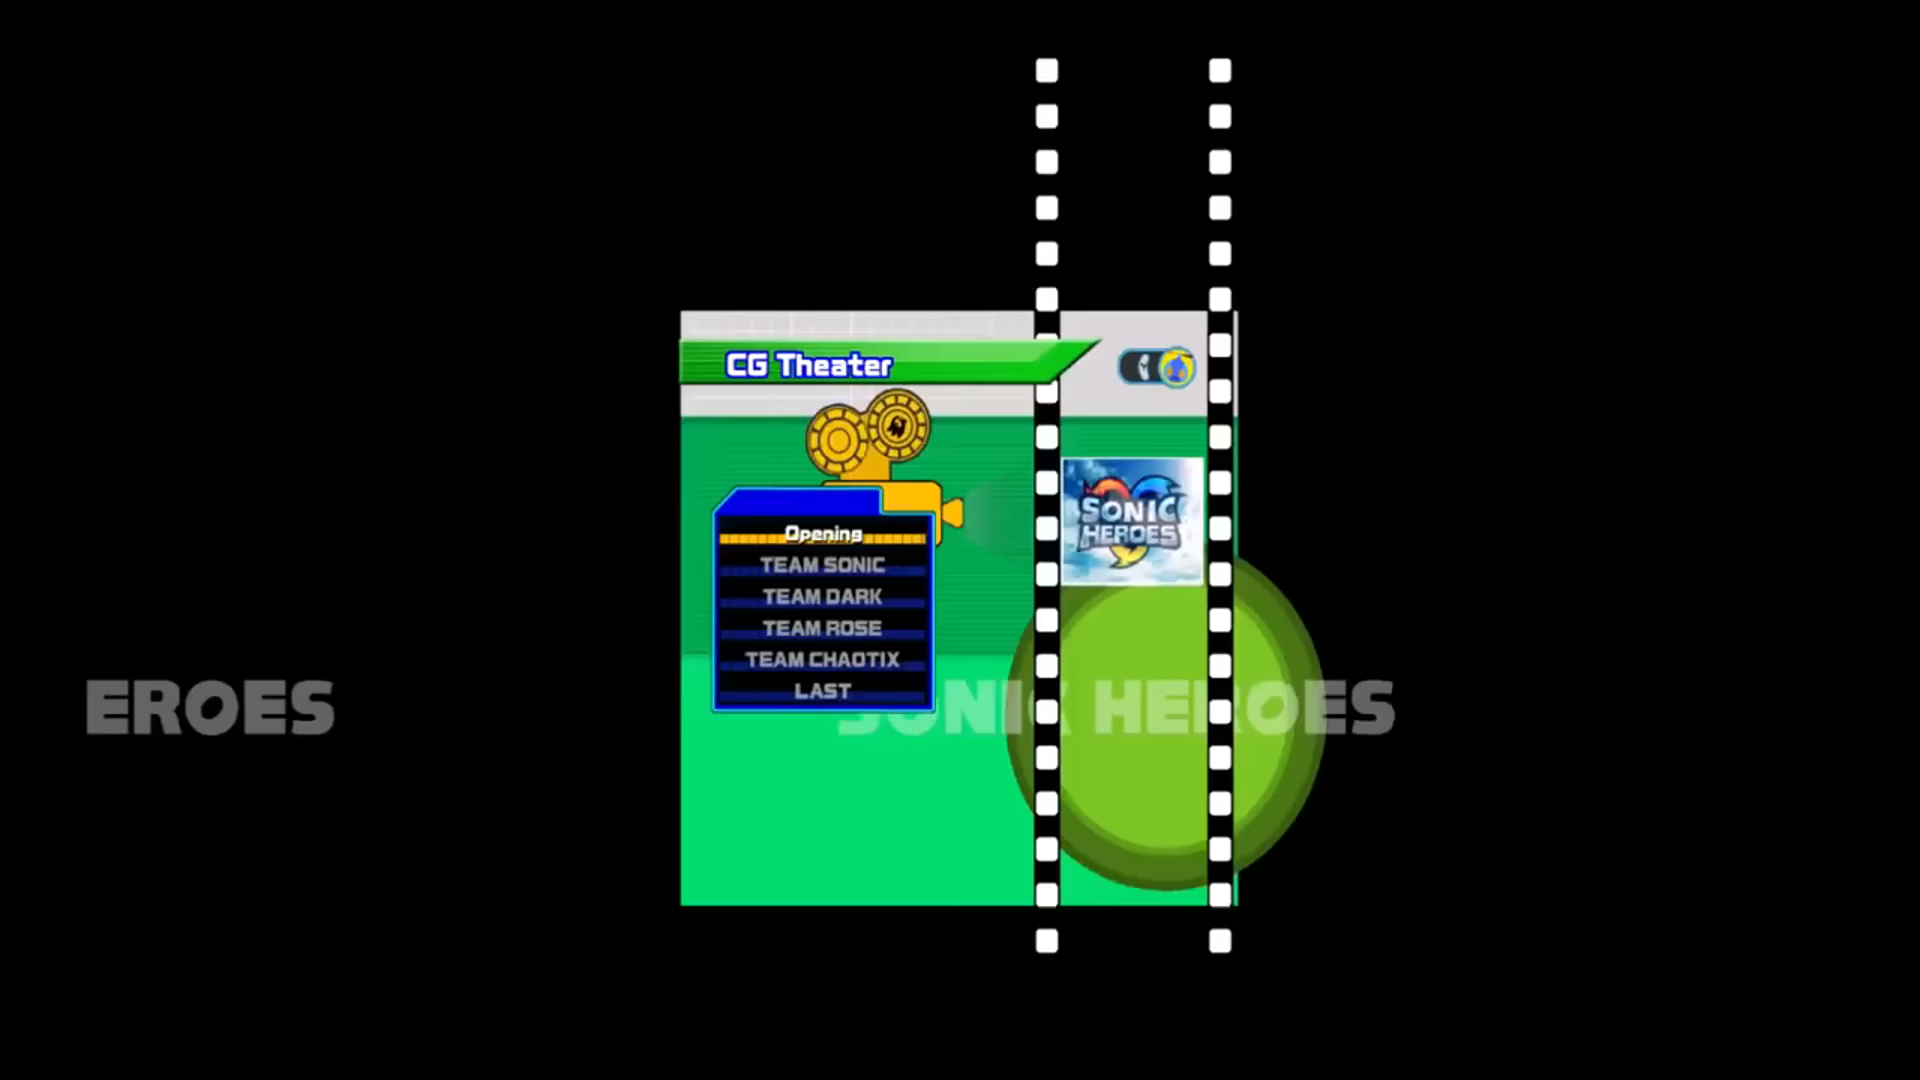 CG Theater
SONIC
HEROES
Opening
TEAM SONIC
TEAM DARK
TEAM ROSE
TEAM CHAOTIX
LAST
EROES
SONIC HEROES